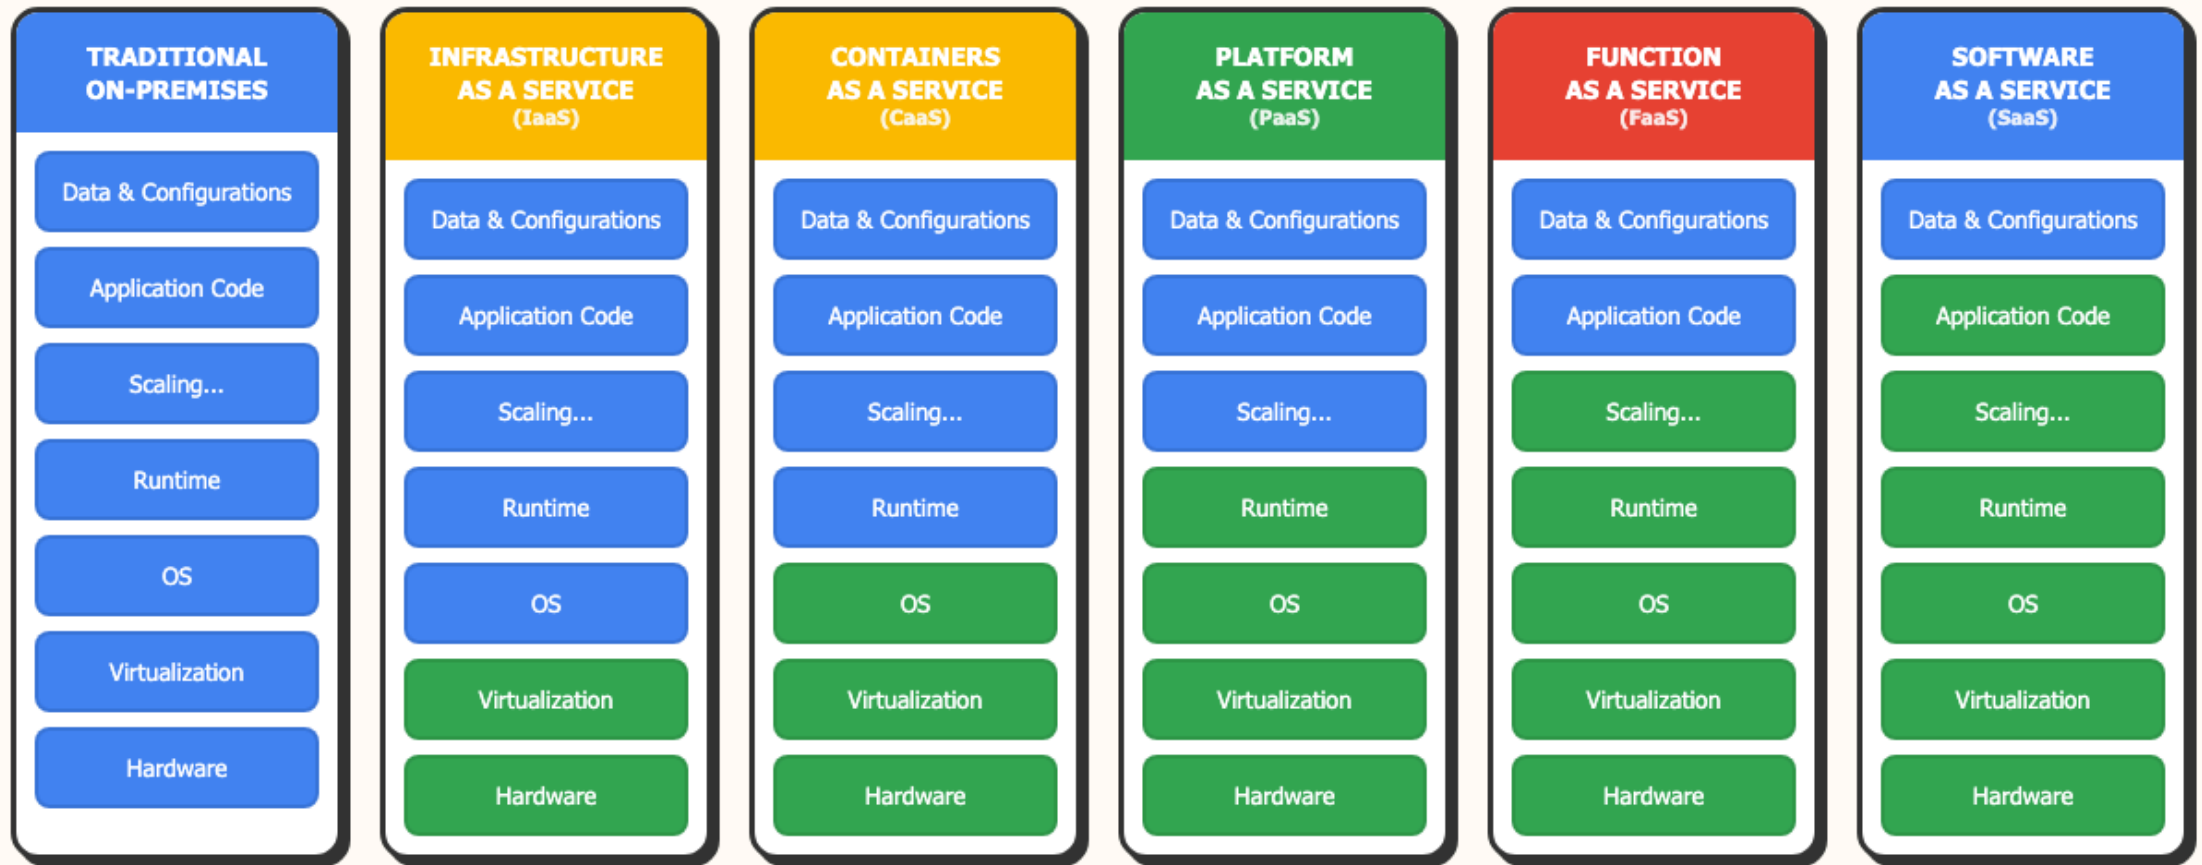 TRADITIONAL
ON-PREMISES
Data & Configurations
Application Code
Scaling...
Runtime
OS
Virtualization
Hardware
INFRASTRUCTURE
AS A SERVICE
(IaaS)
Data & Configurations
Application Code
Scaling...
Runtime
OS
Virtualization
Hardware
CONTAINERS
AS A SERVICE
(CaaS)
Data & Configurations
Application Code
Scaling...
Runtime
OS
Virtualization
Hardware
PLATFORM
AS A SERVICE
(PaaS)
Data & Configurations
Application Code
Scaling...
Runtime
OS
Virtualization
Hardware
FUNCTION
AS A SERVICE
(FaaS)
Data & Configurations
Application Code
Scaling...
Runtime
OS
Virtualization
Hardware
SOFTWARE
AS A SERVICE
(SaaS)
Data & Configurations
Application Code
Scaling...
Runtime
OS
Virtualization
Hardware